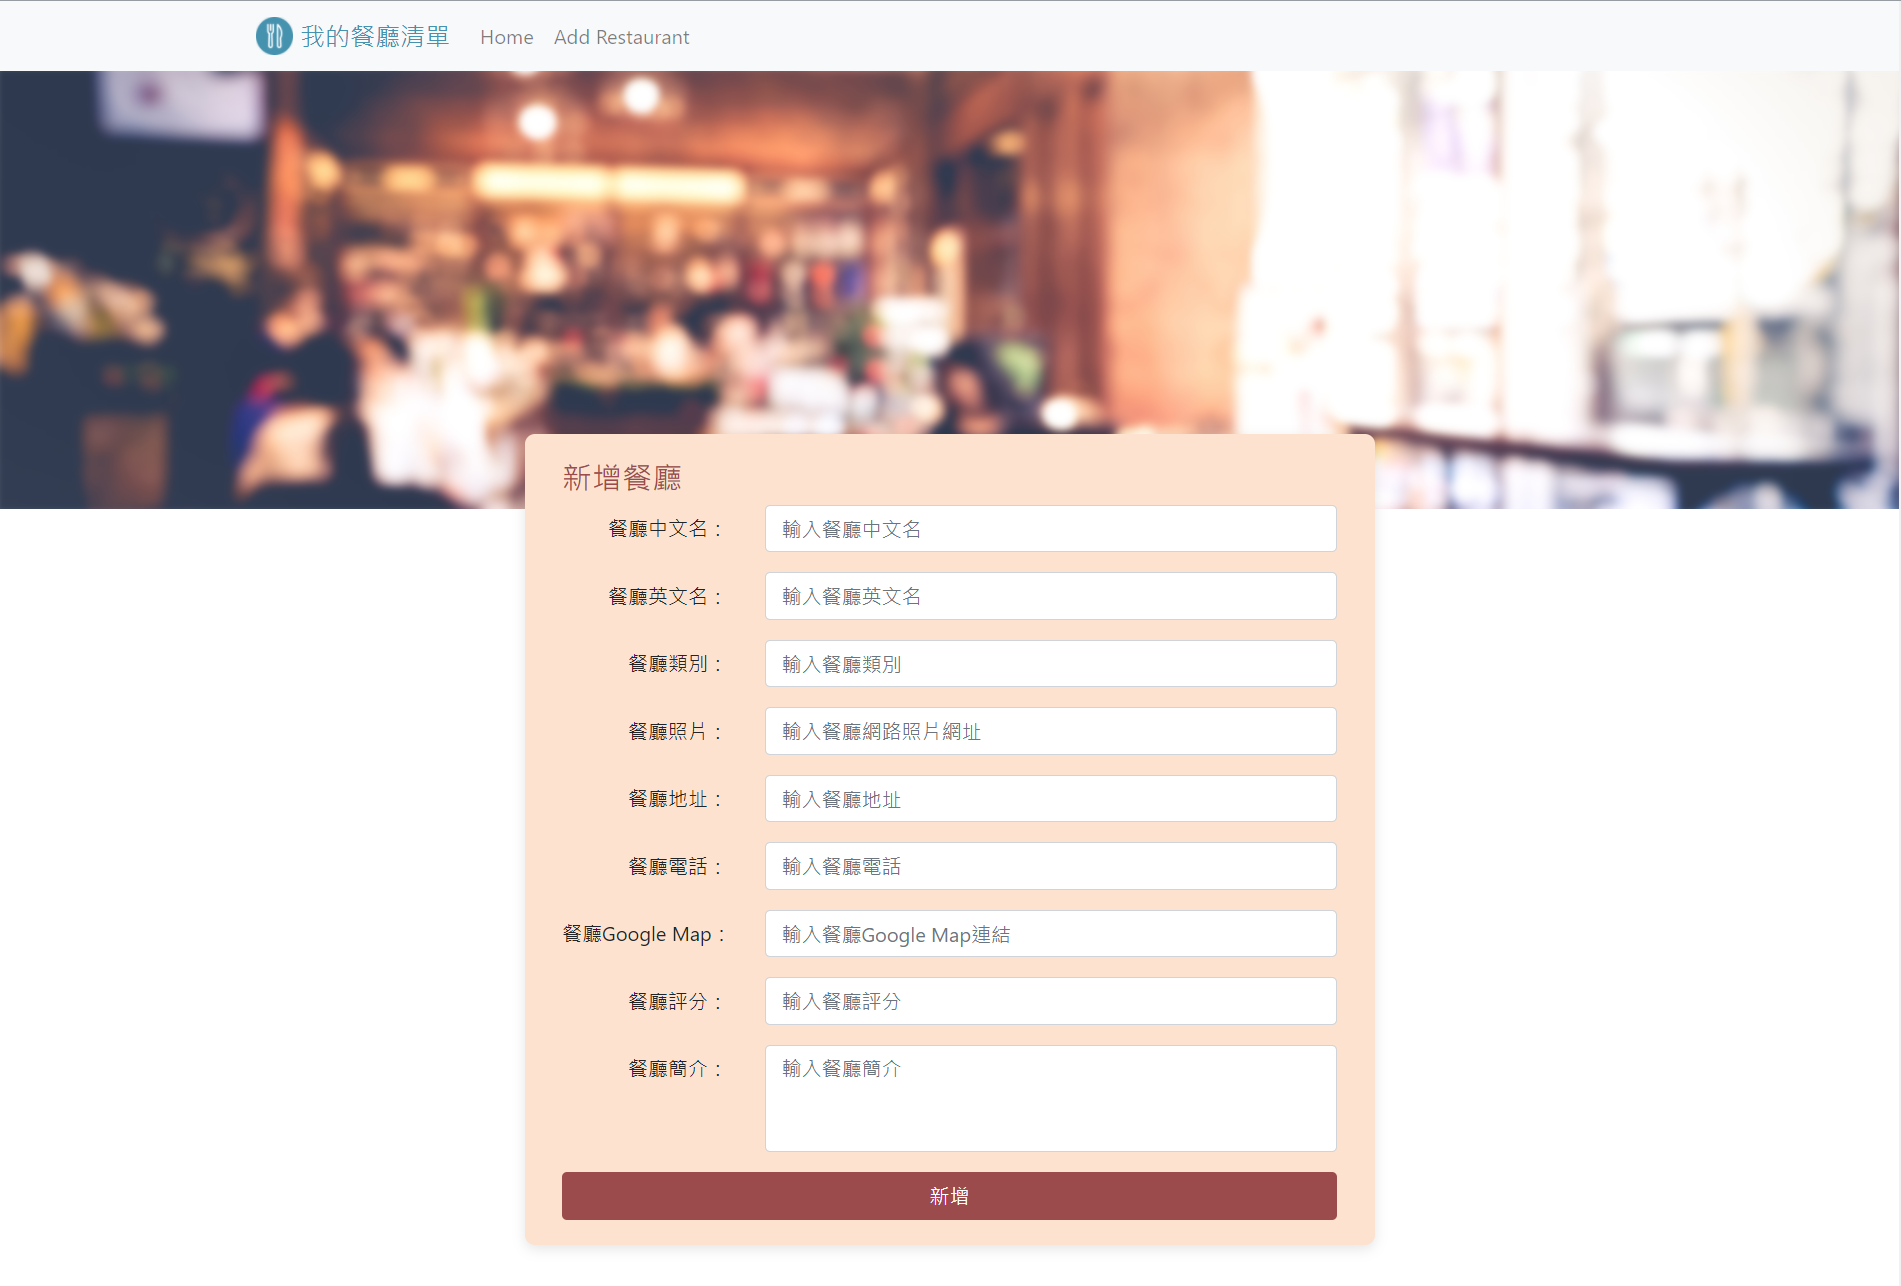 我的餐廳清單 Home Add Restaurant
新增餐廳
餐廳中文名： 輸入餐廳中文名
餐廳英文名： 輸入餐廳英文名
餐廳類別： 輸入餐廳類別
餐廳照片： 輸入餐廳網路照片網址
餐廳地址： 輸入餐廳地址
餐廳電話： 輸入餐廳電話
餐廳Google Map： 輸入餐廳Google Map連結
餐廳評分： 輸入餐廳評分
餐廳簡介： 輸入餐廳簡介
新增